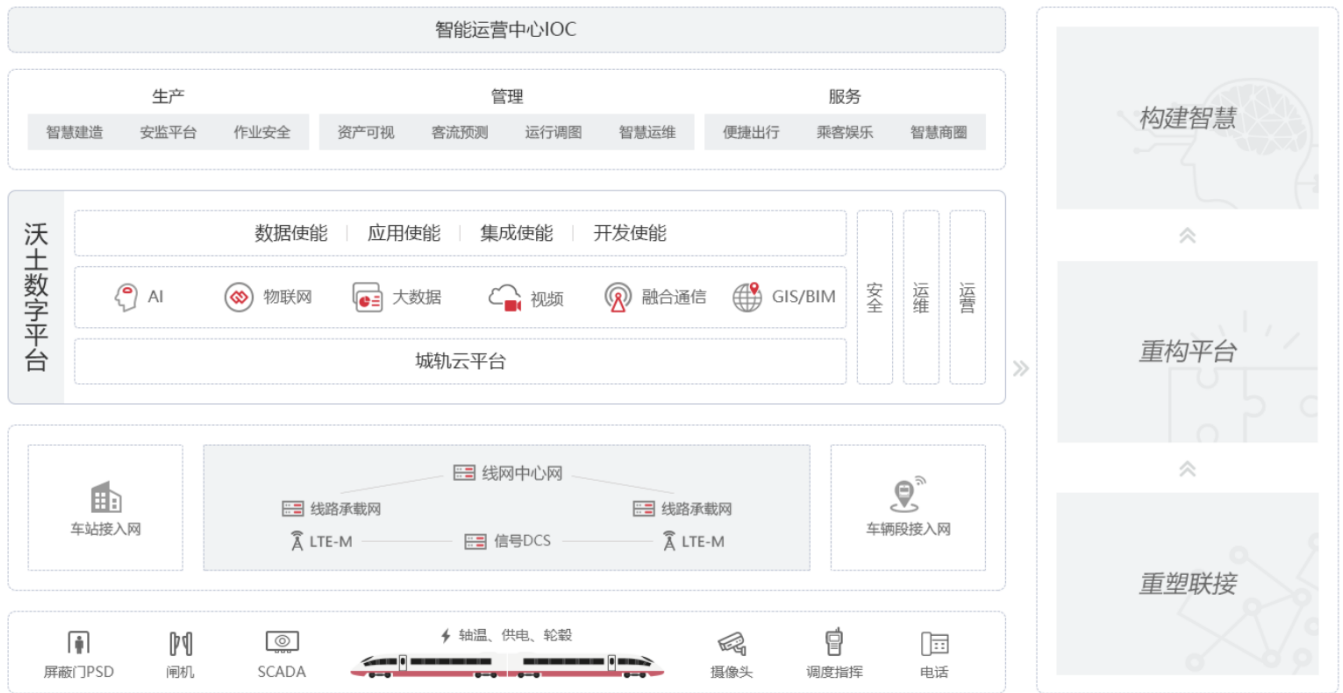 智能运营中心IOC
生产
管理
服务
智慧建造 安监平台 作业安全
资产可视 客流预测 运行调图 智慧运维
便捷出行 乘客娱乐 智慧商圈
沃土数字平台
数据使能 | 应用使能 | 集成使能 | 开发使能
AI 物联网 大数据 视频 融合通信 GIS/BIM
城轨云平台
安全
运维
运营
车站接入网
线网中心网
线路承载网 线路承载网
LTE-M 信号DCS LTE-M
车辆段接入网
轴温、供电、轮毂
屏蔽门PSD 闸机 SCADA 摄像头 调度指挥 电话
构建智慧
重构平台
重塑联接